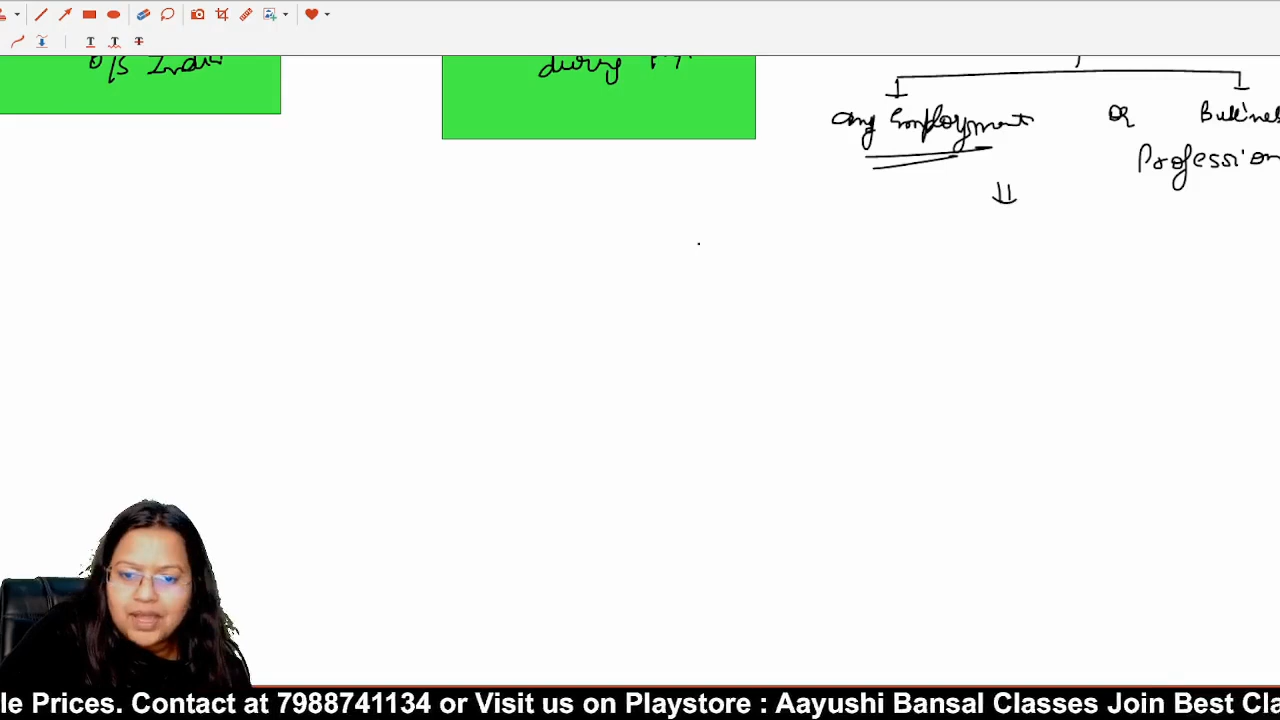 O/S India
during
any Employment OR Business
Profession
le Prices. Contact at 7988741134 or Visit us on Playstore : Aayushi Bansal Classes Join Best Cla